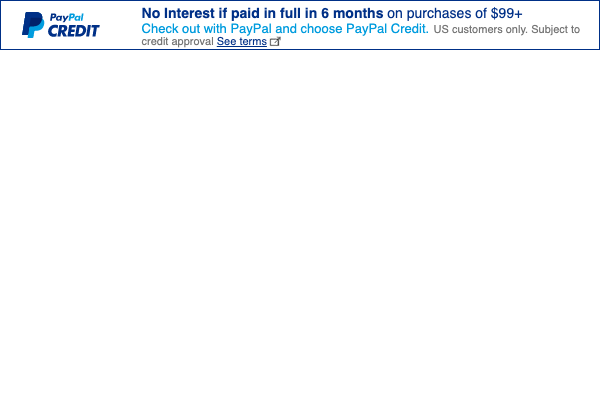 PayPal
CREDIT
No Interest if paid in full in 6 months on purchases of $99+
Check out with PayPal and choose PayPal Credit. US customers only. Subject to
credit approval See terms